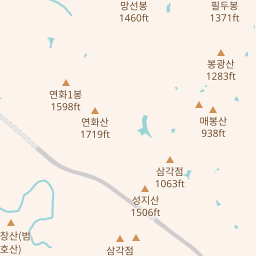 망선봉
1460ft
필두봉
1371ft
봉광산
1283ft
연화1봉
1598ft
연화산
1719ft
매봉산
938ft
삼각점
1063ft
성지산
1506ft
창산(범
호산)
삼각점